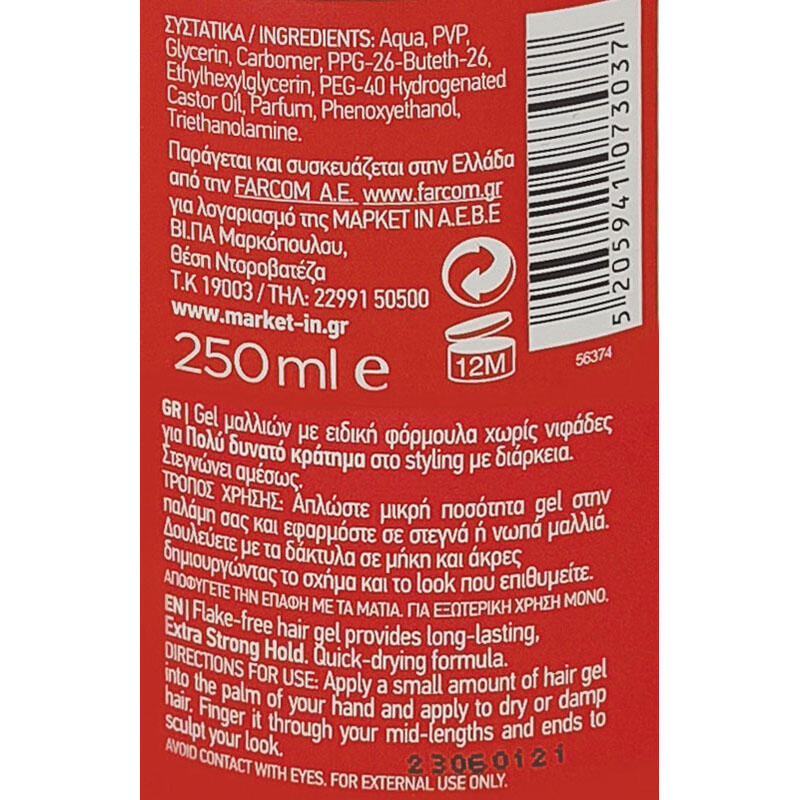 ΣΥΣΤΑΤΙΚΑ / INGREDIENTS: Aqua, PVP,
Glycerin, Carbomer, PPG-26-Buteth-26,
Ethylhexylglycerin, PEG-40 Hydrogenated
Castor Oil, Parfum, Phenoxyethanol,
Triethanolamine.
Παράγεται και συσκευάζεται στην Ελλάδα
από την FARCOM A.E. www.farcom.gr
για λογαριασμό της ΜΑΡΚΕΤ ΙΝ Α.Ε.Β.Ε
ΒΙ.ΠΑ Μαρκόπουλου,
Θέση Ντοροβατέζα
Τ.Κ 19003 / ΤΗΛ: 22991 50500
www.market-in.gr
250 ml e
12M
5 205941 073037
56374
GR | Gel μαλλιών με ειδική φόρμουλα χωρίς νιφάδες
για Πολύ δυνατό κράτημα στο styling με διάρκεια.
Στεγνώνει αμέσως.
ΤΡΟΠΟΣ ΧΡΗΣΗΣ: Απλώστε μικρή ποσότητα gel στην
παλάμη σας και εφαρμόστε σε στεγνά ή νωπά μαλλιά.
Δουλεύετε με τα δάκτυλα σε μήκη και άκρες
δημιουργώντας το σχήμα και το look που επιθυμείτε.
ΑΠΟΦΥΓΕΤΕ ΤΗΝ ΕΠΑΦΗ ΜΕ ΤΑ ΜΑΤΙΑ. ΓΙΑ ΕΞΩΤΕΡΙΚΗ ΧΡΗΣΗ ΜΟΝΟ.
EN | Flake-free hair gel provides long-lasting,
Extra Strong Hold. Quick-drying formula.
DIRECTIONS FOR USE: Apply a small amount of hair gel
into the palm of your hand and apply to dry or damp
hair. Finger it through your mid-lengths and ends to
sculpt your look.
23060121
AVOID CONTACT WITH EYES. FOR EXTERNAL USE ONLY.